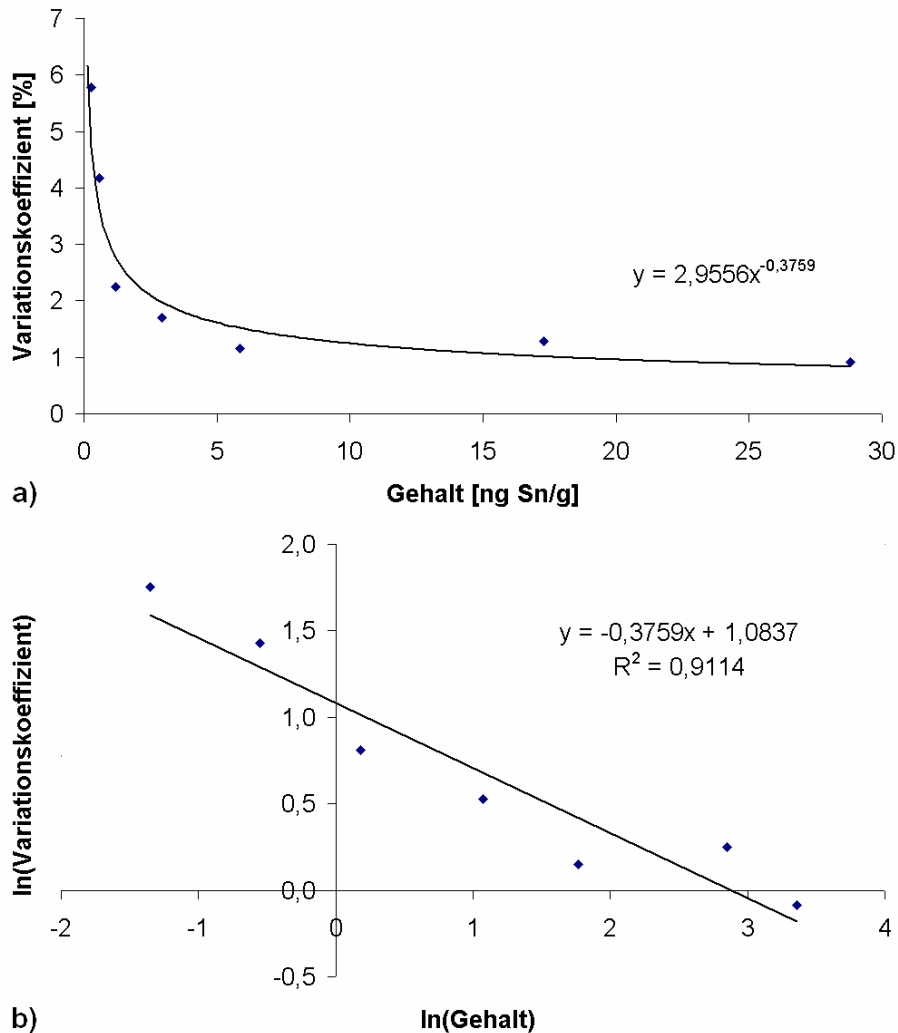 7
6
5
4
3
2
1
0
Variationskoeffizient [%]
y = 2,9556x^-0,3759
0 5 10 15 20 25 30
a)
Gehalt [ng Sn/g]
2,0
1,5
1,0
0,5
0,0
-0,5
ln(Variationskoeffizient)
y = -0,3759x + 1,0837
R² = 0,9114
-2 -1 0 1 2 3 4
b)
ln(Gehalt)